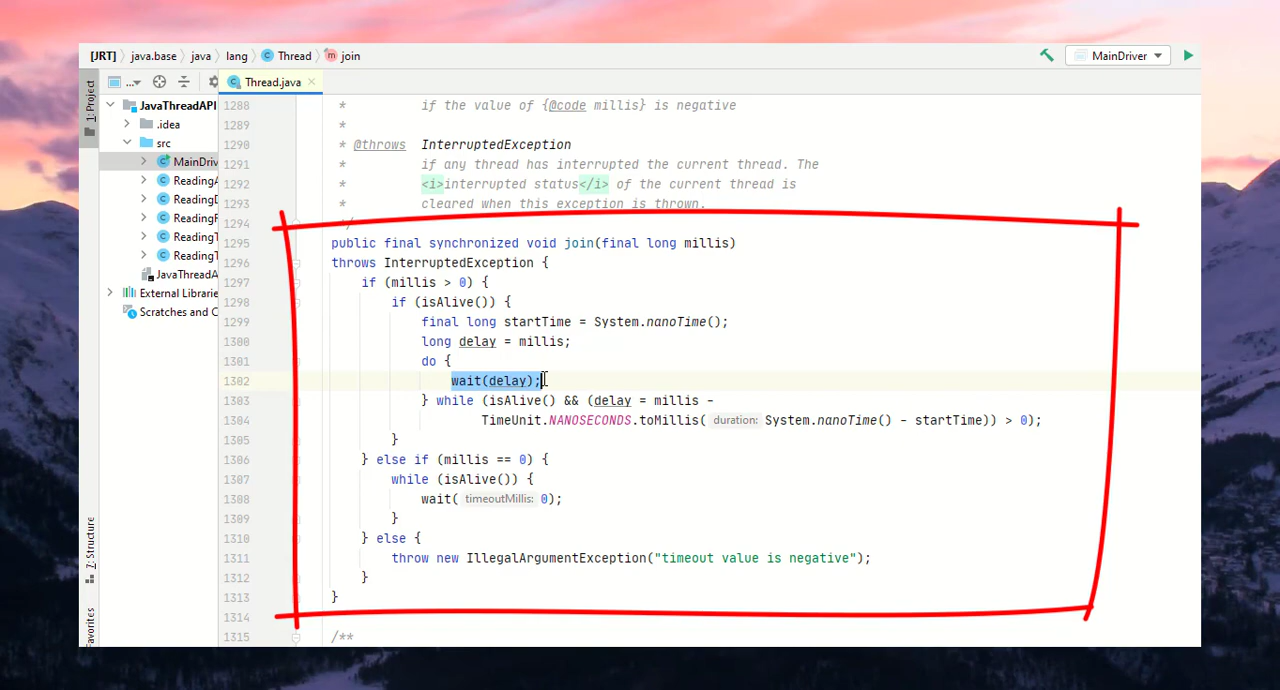 [JRT] java.base java lang Thread join MainDriver
1: Project
... Thread.java
JavaThreadAPI
.idea
src
MainDriv
ReadingA
ReadingD
ReadingF
ReadingT
ReadingT
JavaThreadA
External Librarie
Scratches and C
7: Structure
Favorites
1288 * if the value of {@code millis} is negative
1289 *
1290 * @throws InterruptedException
1291 * if any thread has interrupted the current thread. The
1292 * <i>interrupted status</i> of the current thread is
1293 * cleared when this exception is thrown.
1294 */
1295 public final synchronized void join(final long millis)
1296 throws InterruptedException {
1297 if (millis > 0) {
1298 if (isAlive()) {
1299 final long startTime = System.nanoTime();
1300 long delay = millis;
1301 do {
1302 wait(delay);
1303 } while (isAlive() && (delay = millis -
1304 TimeUnit.NANOSECONDS.toMillis( duration: System.nanoTime() - startTime)) > 0);
1305 }
1306 } else if (millis == 0) {
1307 while (isAlive()) {
1308 wait( timeoutMillis: 0);
1309 }
1310 } else {
1311 throw new IllegalArgumentException("timeout value is negative");
1312 }
1313 }
1314
1315 /**